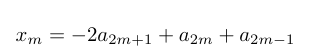 $x_m = -2a_{2m+1} + a_{2m} + a_{2m-1}$